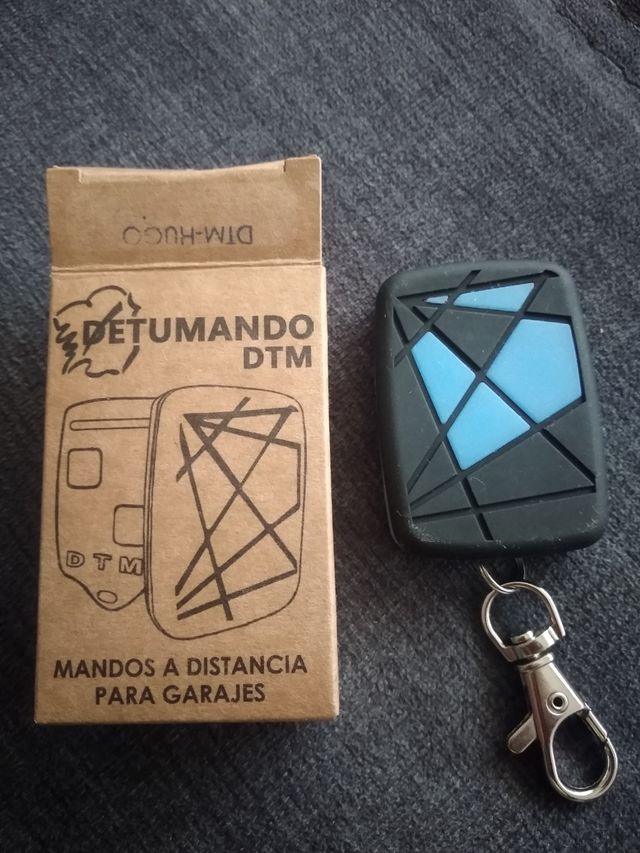 DTM-HUGO
DETUMANDO
DTM
DTM
MANDOS A DISTANCIA
PARA GARAJES